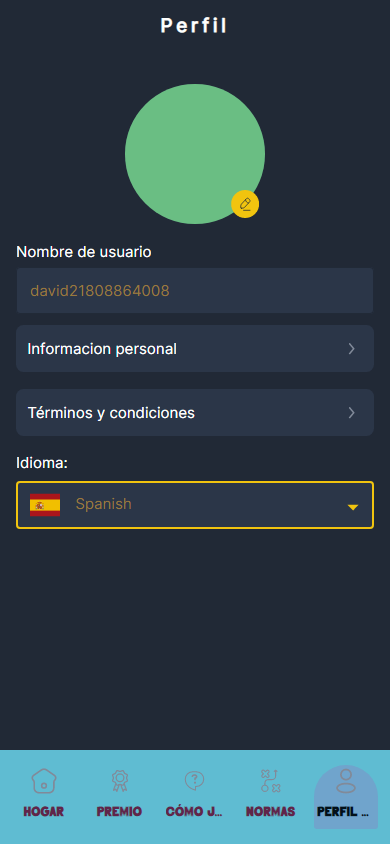 Perfil
Nombre de usuario
david21808864008
Informacion personal
Términos y condiciones
Idioma:
Spanish
HOGAR PREMIO CÓMO J... NORMAS PERFIL ...